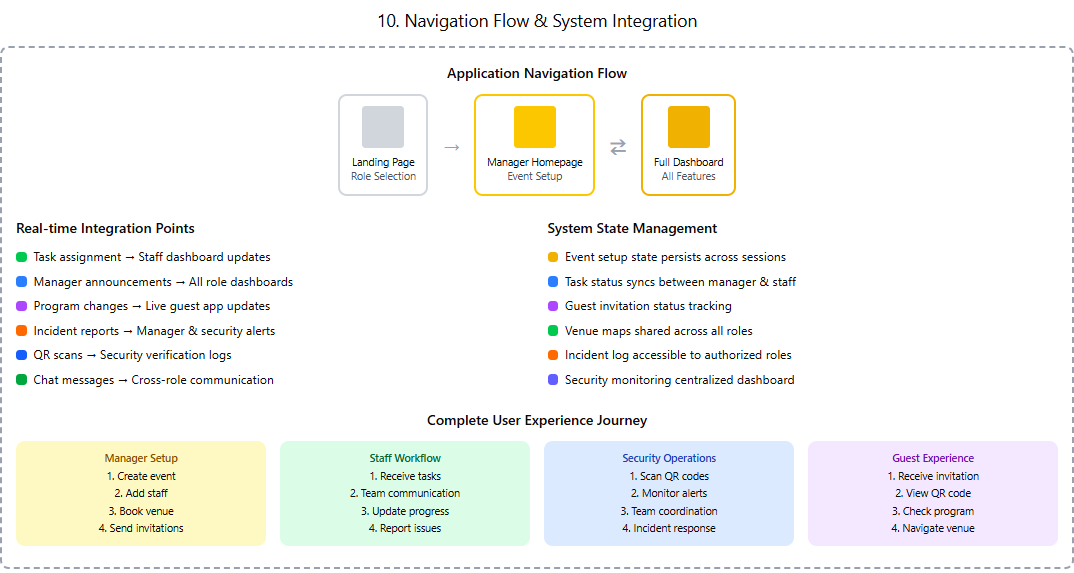 10. Navigation Flow & System Integration
Application Navigation Flow
Landing Page
Role Selection
→
Manager Homepage
Event Setup
⇄
Full Dashboard
All Features
Real-time Integration Points
Task assignment → Staff dashboard updates
Manager announcements → All role dashboards
Program changes → Live guest app updates
Incident reports → Manager & security alerts
QR scans → Security verification logs
Chat messages → Cross-role communication
System State Management
Event setup state persists across sessions
Task status syncs between manager & staff
Guest invitation status tracking
Venue maps shared across all roles
Incident log accessible to authorized roles
Security monitoring centralized dashboard
Complete User Experience Journey
Manager Setup
1. Create event
2. Add staff
3. Book venue
4. Send invitations
Staff Workflow
1. Receive tasks
2. Team communication
3. Update progress
4. Report issues
Security Operations
1. Scan QR codes
2. Monitor alerts
3. Team coordination
4. Incident response
Guest Experience
1. Receive invitation
2. View QR code
3. Check program
4. Navigate venue